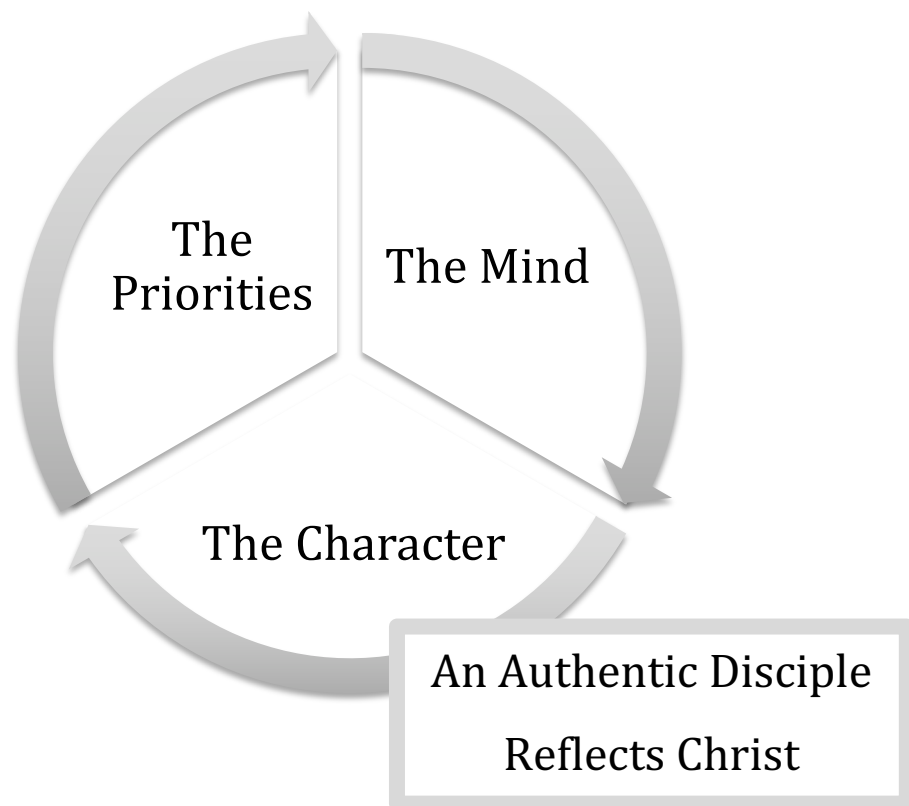 The
Priorities
The Mind
The Character
An Authentic Disciple
Reflects Christ